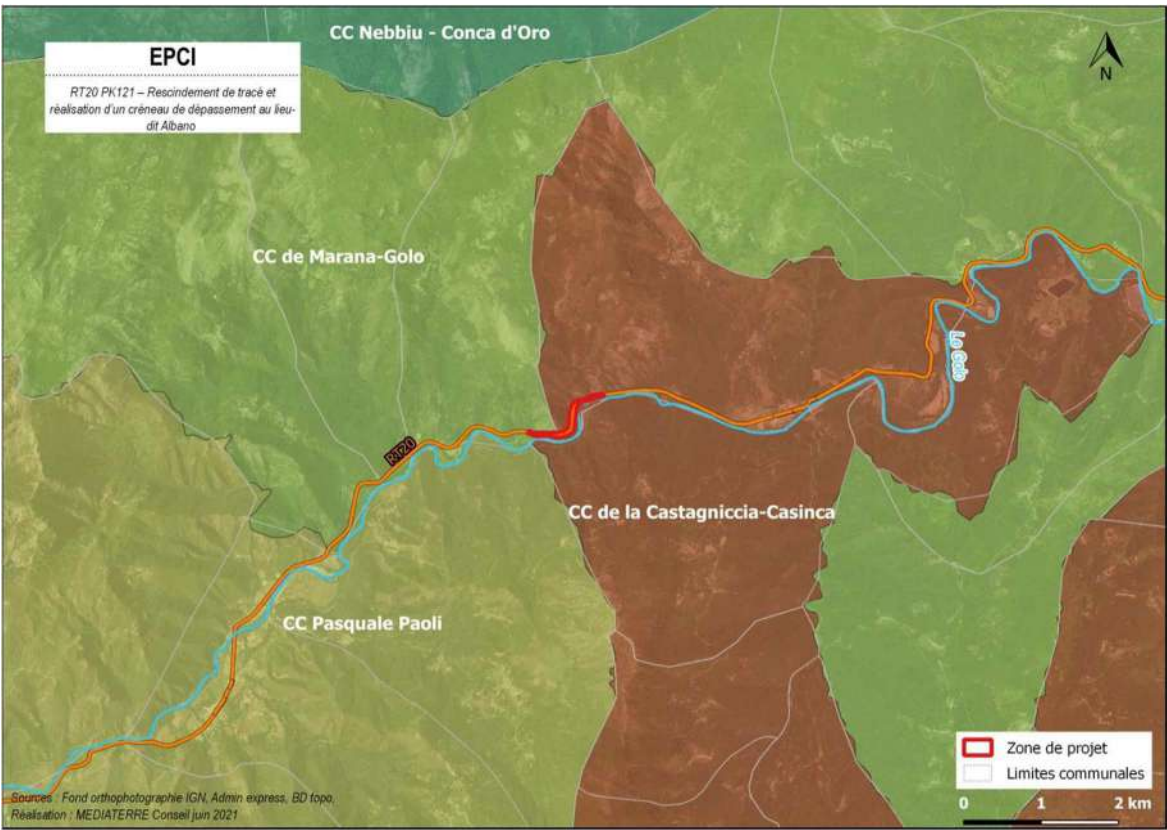 CC Nebbiu - Conca d'Oro
EPCI
RT20 PK121 – Rescindement de tracé et
réalisation d'un créneau de dépassement au lieu-
dit Albano
N
CC de Marana-Golo
Le Golo
RT20
CC de la Castagniccia-Casinca
CC Pasquale Paoli
Zone de projet
Limites communales
0 1 2 km
Sources : Fond orthophotographie IGN, Admin express, BD topo,
Réalisation : MEDIATERRE Conseil juin 2021